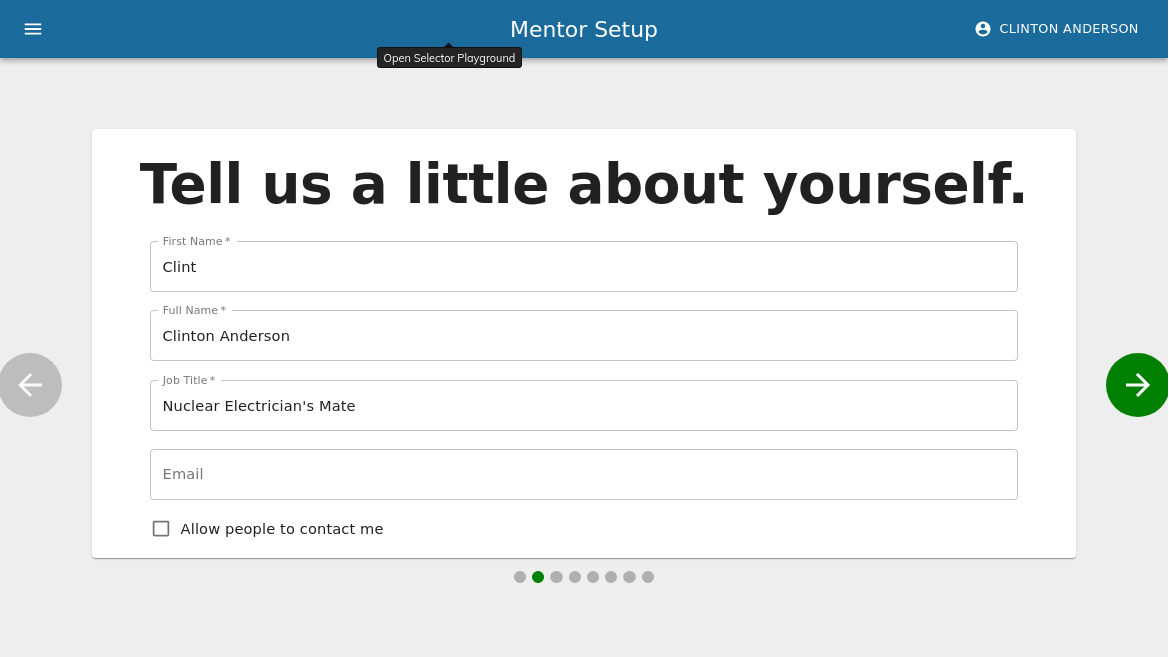 Mentor Setup
CLINTON ANDERSON
Open Selector Playground
Tell us a little about yourself.
First Name *
Clint
Full Name *
Clinton Anderson
Job Title *
Nuclear Electrician's Mate
Email
Allow people to contact me